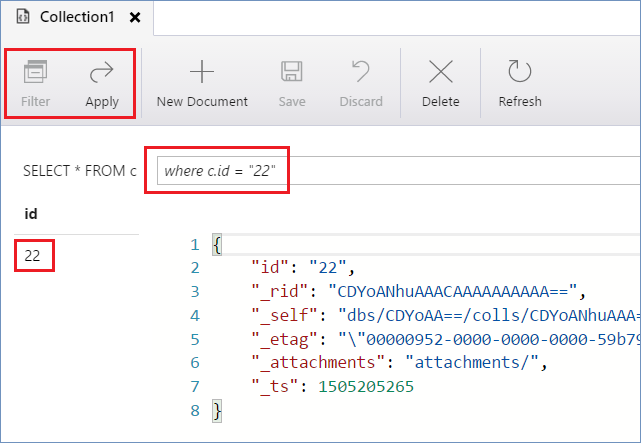 Collection1
Filter Apply New Document Save Discard Delete Refresh
SELECT * FROM c where c.id = "22"
id
22
1 {
2 "id": "22",
3 "_rid": "CDYoANhuAAACAAAAAAAAAA==",
4 "_self": "dbs/CDYoAA==/colls/CDYoANhuAAA=
5 "_etag": "\"00000952-0000-0000-0000-59b79
6 "_attachments": "attachments/",
7 "_ts": 1505205265
8 }